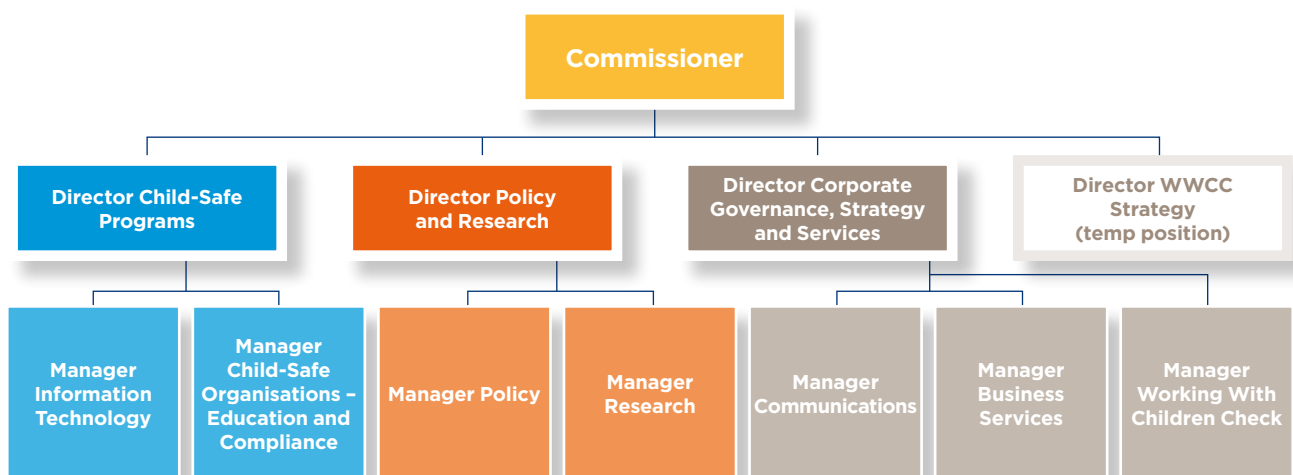 Commissioner
Director Child-Safe
Programs
Director Policy
and Research
Director Corporate
Governance, Strategy
and Services
Director WWCC
Strategy
(temp position)
Manager
Information
Technology
Manager
Child-Safe
Organisations –
Education and
Compliance
Manager Policy
Manager
Research
Manager
Communications
Manager
Business
Services
Manager
Working With
Children Check